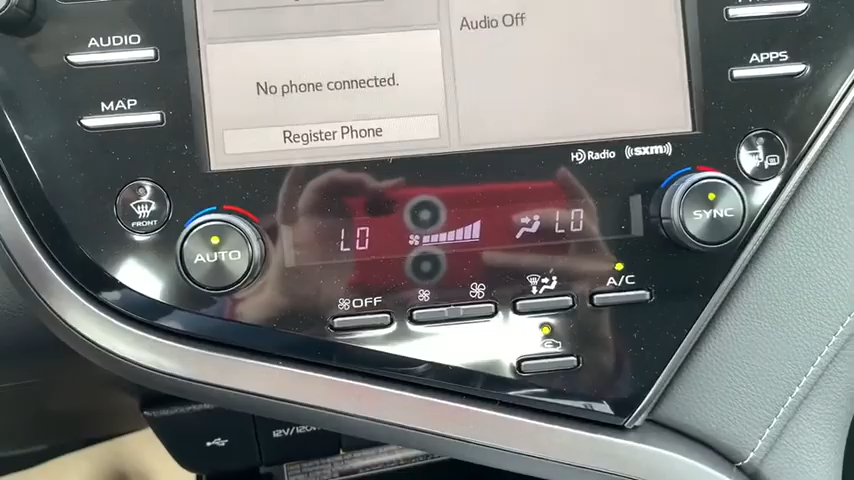 AUDIO
MAP
Audio Off
No phone connected.
Register Phone
APPS
HD Radio
((sxm))
FRONT
AUTO
LO
LO
SYNC
OFF
A/C